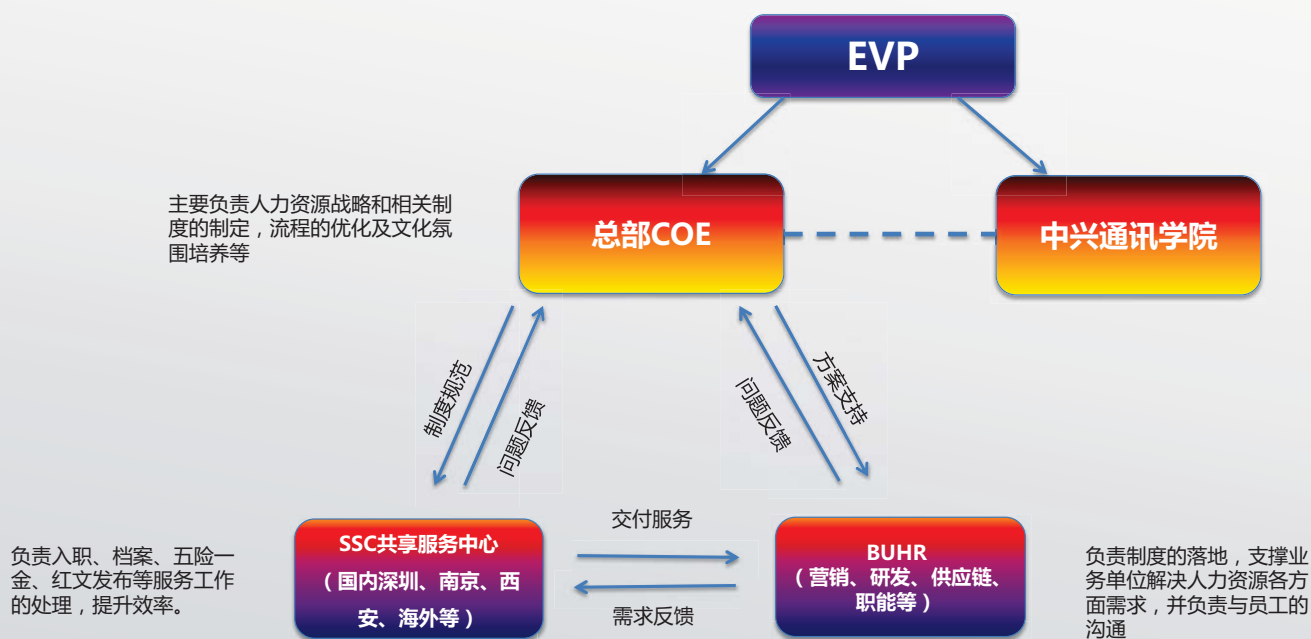 EVP
主要负责人力资源战略和相关制
度的制定，流程的优化及文化氛
围培养等
总部COE
中兴通讯学院
制度规范
问题反馈
问题反馈
方案支持
SSC共享服务中心
（国内深圳、南京、西
安、海外等）
交付服务
需求反馈
BUHR
（营销、研发、供应链、
职能等）
负责入职、档案、五险一
金、红文发布等服务工作
的处理，提升效率。
负责制度的落地，支撑业
务单位解决人力资源各方
面需求，并负责与员工的
沟通